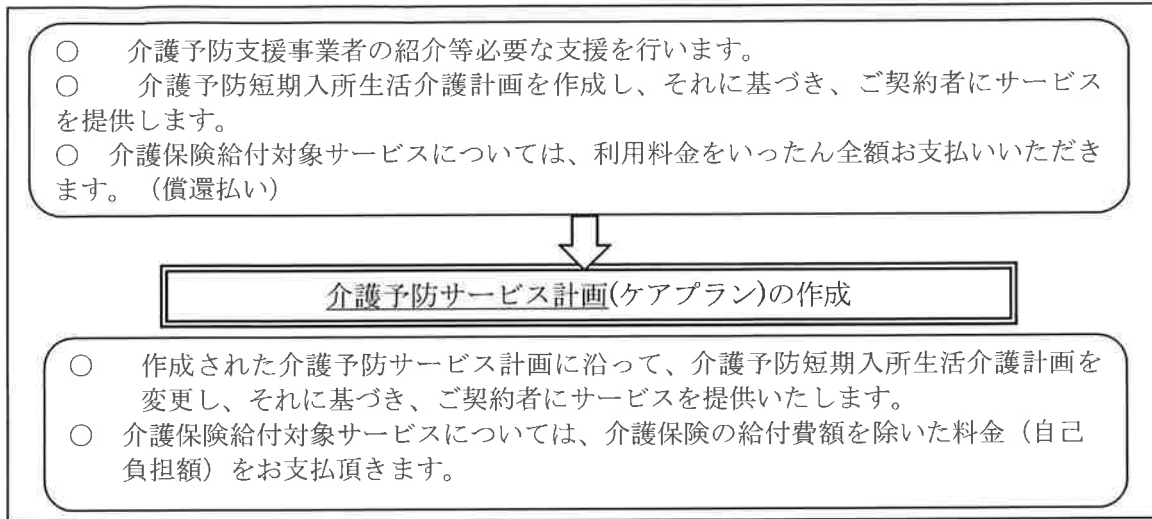 ○　介護予防支援事業者の紹介等必要な支援を行います。
○　介護予防短期入所生活介護計画を作成し、それに基づき、ご契約者にサービス
を提供します。
○　介護保険給付対象サービスについては、利用料金をいったん全額お支払いいただき
ます。（償還払い）
介護予防サービス計画(ケアプラン)の作成
○　作成された介護予防サービス計画に沿って、介護予防短期入所生活介護計画を
変更し、それに基づき、ご契約者にサービスを提供いたします。
○　介護保険給付対象サービスについては、介護保険の給付費額を除いた料金（自己
負担額）をお支払頂きます。